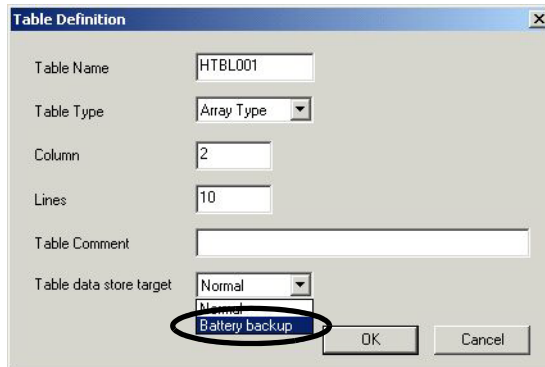 Table Definition
Table Name HTBL001
Table Type Array Type
Column 2
Lines 10
Table Comment
Table data store target Normal
Normal
Battery backup
OK Cancel